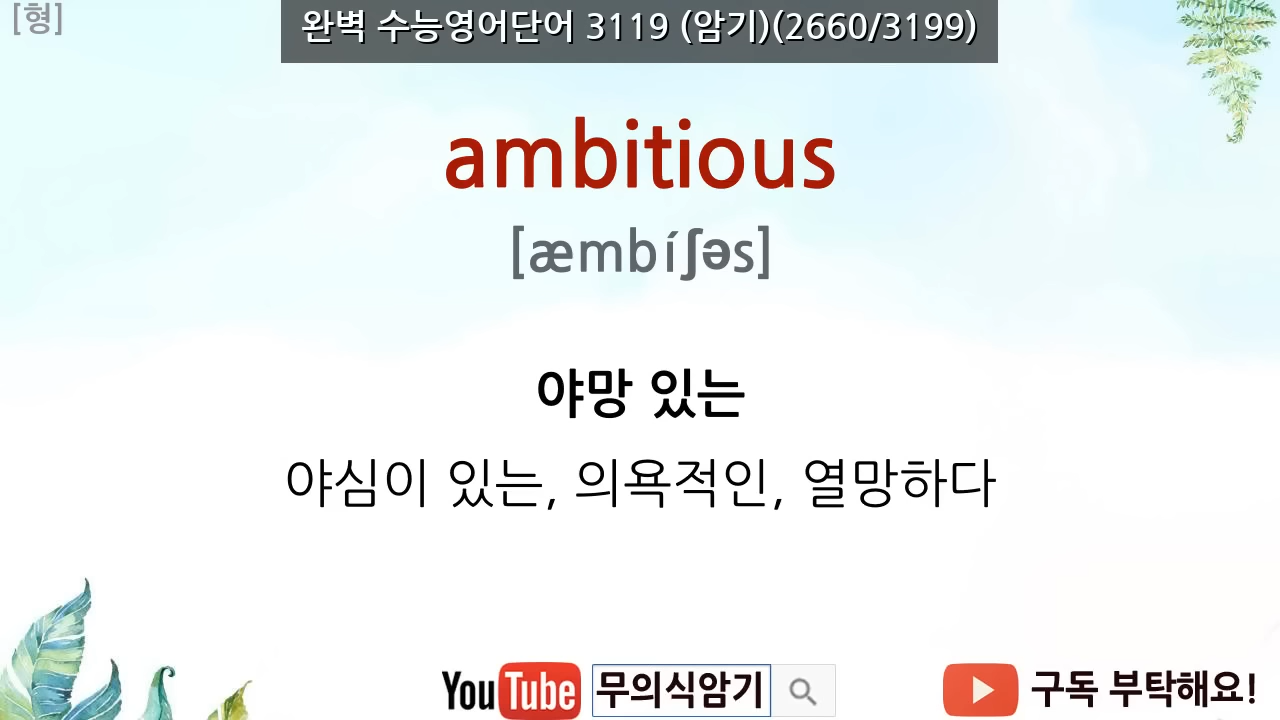 [형]
완벽 수능영어단어 3119 (암기)(2660/3199)
ambitious
[æmbíʃəs]
야망 있는
야심이 있는, 의욕적인, 열망하다
YouTube 무의식암기 구독 부탁해요!